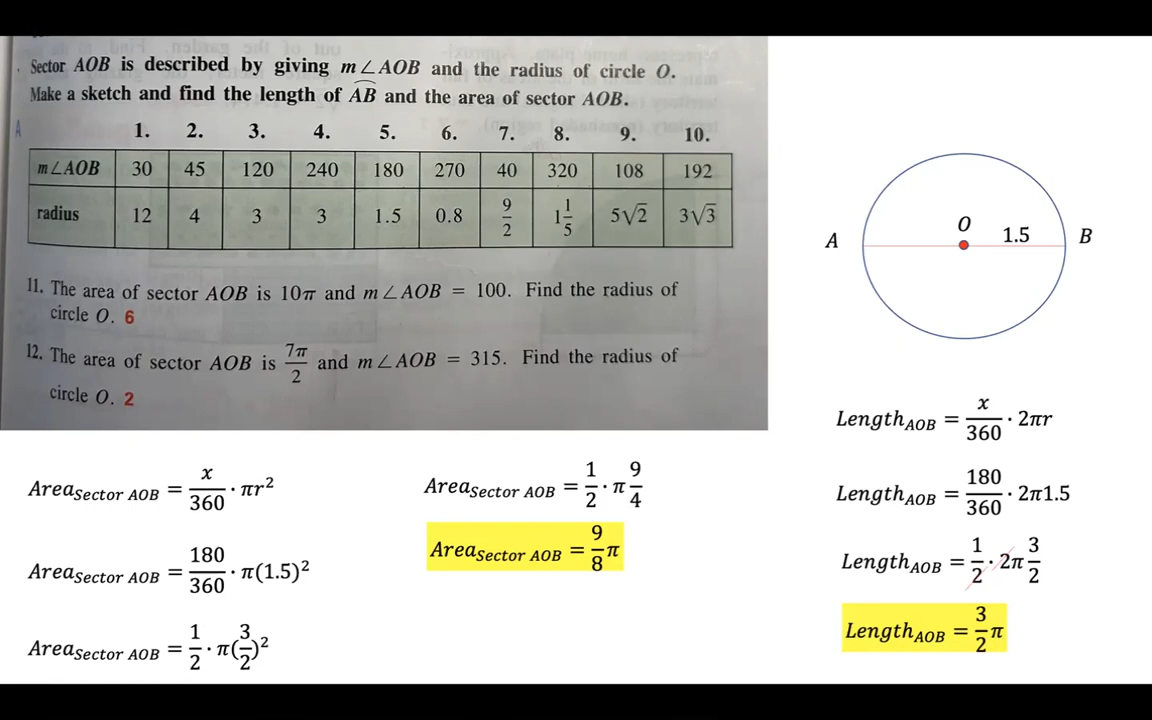 Sector AOB is described by giving m∠AOB and the radius of circle O.
Make a sketch and find the length of AB and the area of sector AOB.
A
1. 2. 3. 4. 5. 6. 7. 8. 9. 10.
m∠AOB 30 45 120 240 180 270 40 320 108 192
radius 12 4 3 3 1.5 0.8 9/2 1 1/5 5√2 3√3
11. The area of sector AOB is 10π and m∠AOB = 100. Find the radius of
circle O. 6
12. The area of sector AOB is 7π/2 and m∠AOB = 315. Find the radius of
circle O. 2
A O 1.5 B
Length_AOB = x/360 · 2πr
Length_AOB = 180/360 · 2π1.5
Length_AOB = 1/2 · 2π 3/2
Length_AOB = 3/2 π
Area_Sector AOB = x/360 · πr²
Area_Sector AOB = 180/360 · π(1.5)²
Area_Sector AOB = 1/2 · π(3/2)²
Area_Sector AOB = 1/2 · π 9/4
Area_Sector AOB = 9/8 π